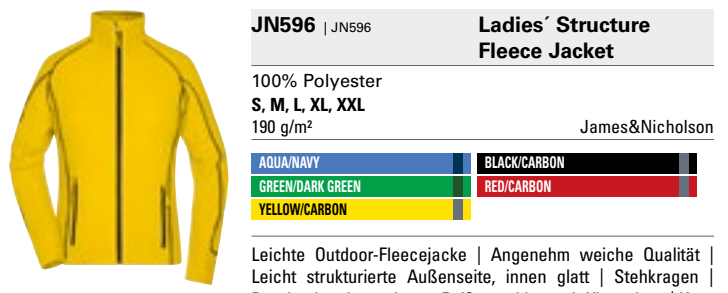 JN596 | JN596
Ladies´ Structure
Fleece Jacket
100% Polyester
S, M, L, XL, XXL
190 g/m²
James&Nicholson
AQUA/NAVY
BLACK/CARBON
GREEN/DARK GREEN
RED/CARBON
YELLOW/CARBON
Leichte Outdoor-Fleecejacke | Angenehm weiche Qualität |
Leicht strukturierte Außenseite, innen glatt | Stehkragen |